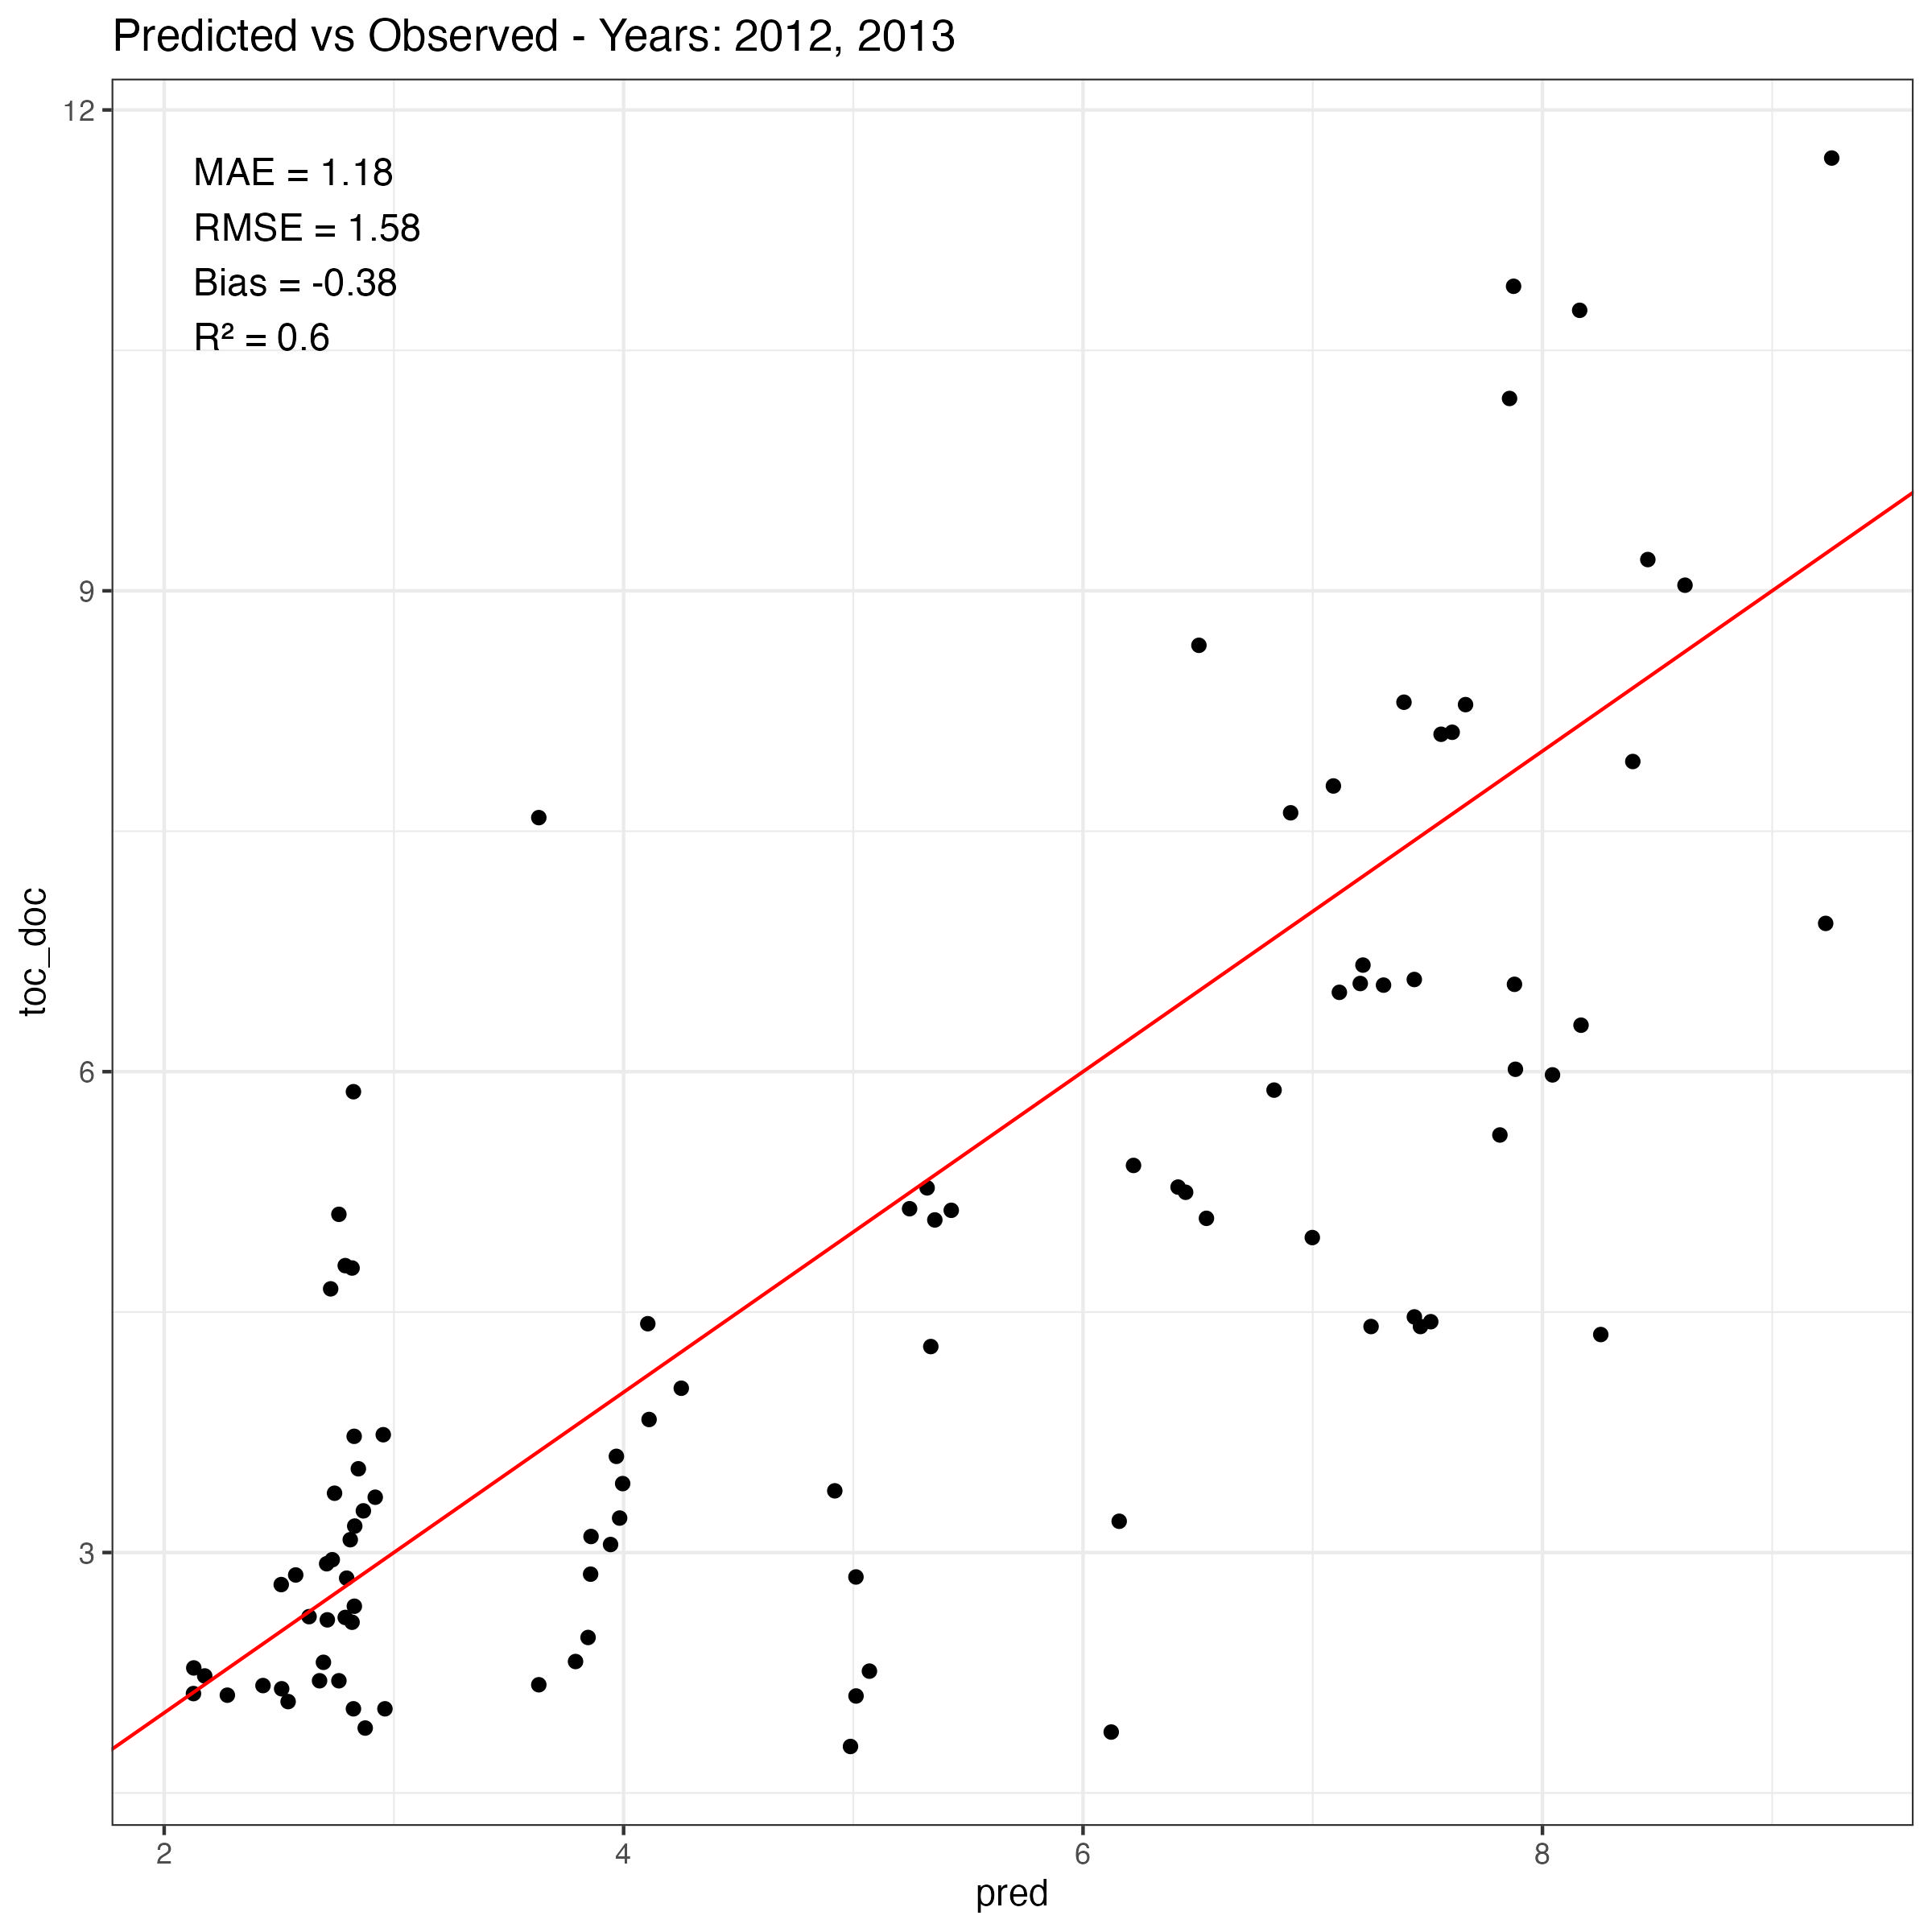 Predicted vs Observed - Years: 2012, 2013
12
9
6
3
toc_doc
MAE = 1.18
RMSE = 1.58
Bias = -0.38
R² = 0.6
2
4
6
8
pred